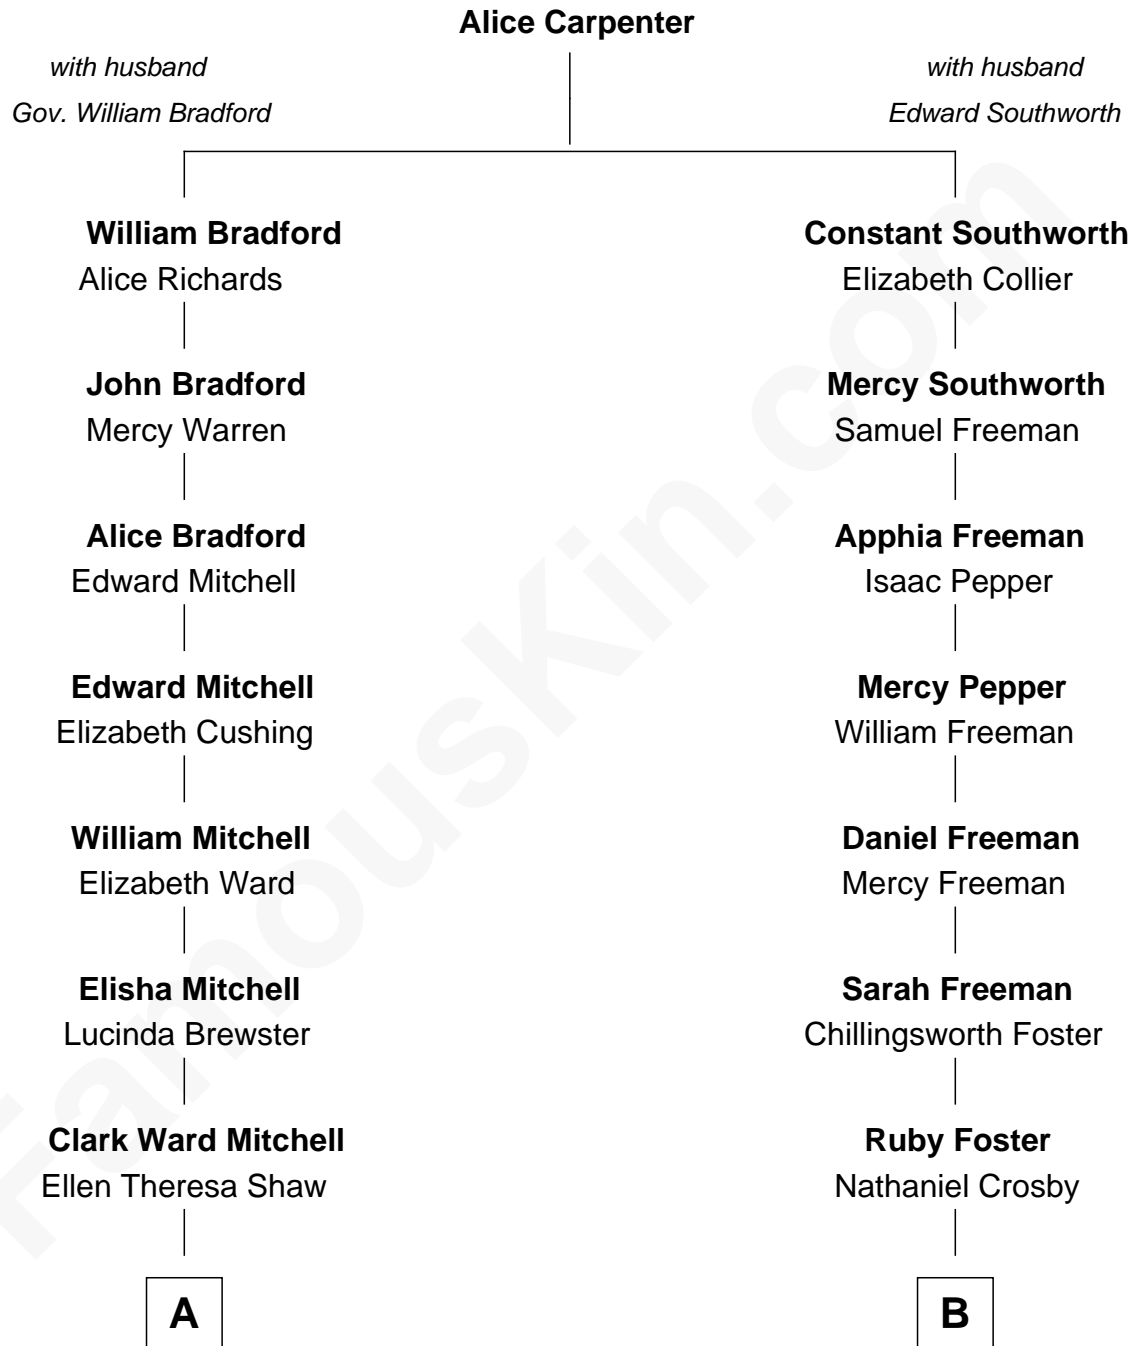 Alice Carpenter
with husband
Gov. William Bradford
with husband
Edward Southworth
William Bradford
Alice Richards
Constant Southworth
Elizabeth Collier
John Bradford
Mercy Warren
Mercy Southworth
Samuel Freeman
Alice Bradford
Edward Mitchell
Apphia Freeman
Isaac Pepper
Edward Mitchell
Elizabeth Cushing
Mercy Pepper
William Freeman
William Mitchell
Elizabeth Ward
Daniel Freeman
Mercy Freeman
Elisha Mitchell
Lucinda Brewster
Sarah Freeman
Chillingsworth Foster
Clark Ward Mitchell
Ellen Theresa Shaw
Ruby Foster
Nathaniel Crosby
A
B
FamousKin.com